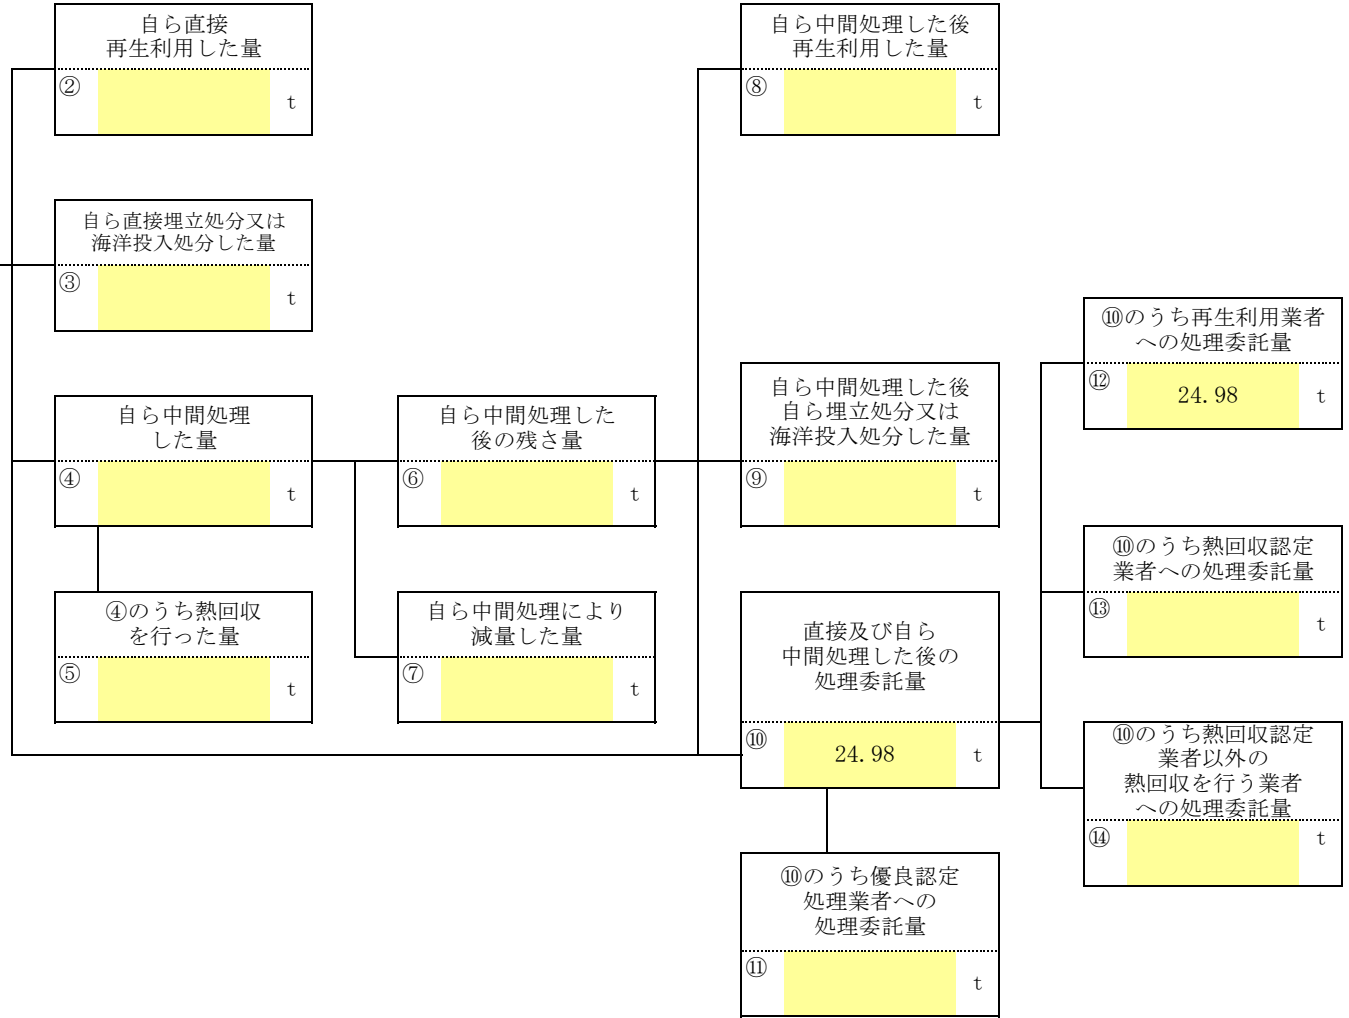 自ら直接
再生利用した量
②
t
自ら中間処理した後
再生利用した量
⑧
t
自ら直接埋立処分又は
海洋投入処分した量
③
t
⑩のうち再生利用業者
への処理委託量
⑫
24.98
t
自ら中間処理
した量
④
t
自ら中間処理した
後の残さ量
⑥
t
自ら中間処理した後
自ら埋立処分又は
海洋投入処分した量
⑨
t
⑩のうち熱回収認定
業者への処理委託量
⑬
t
④のうち熱回収
を行った量
⑤
t
自ら中間処理により
減量した量
⑦
t
直接及び自ら
中間処理した後の
処理委託量
⑩
24.98
t
⑩のうち熱回収認定
業者以外の
熱回収を行う業者
への処理委託量
⑭
t
⑩のうち優良認定
処理業者への
処理委託量
⑪
t